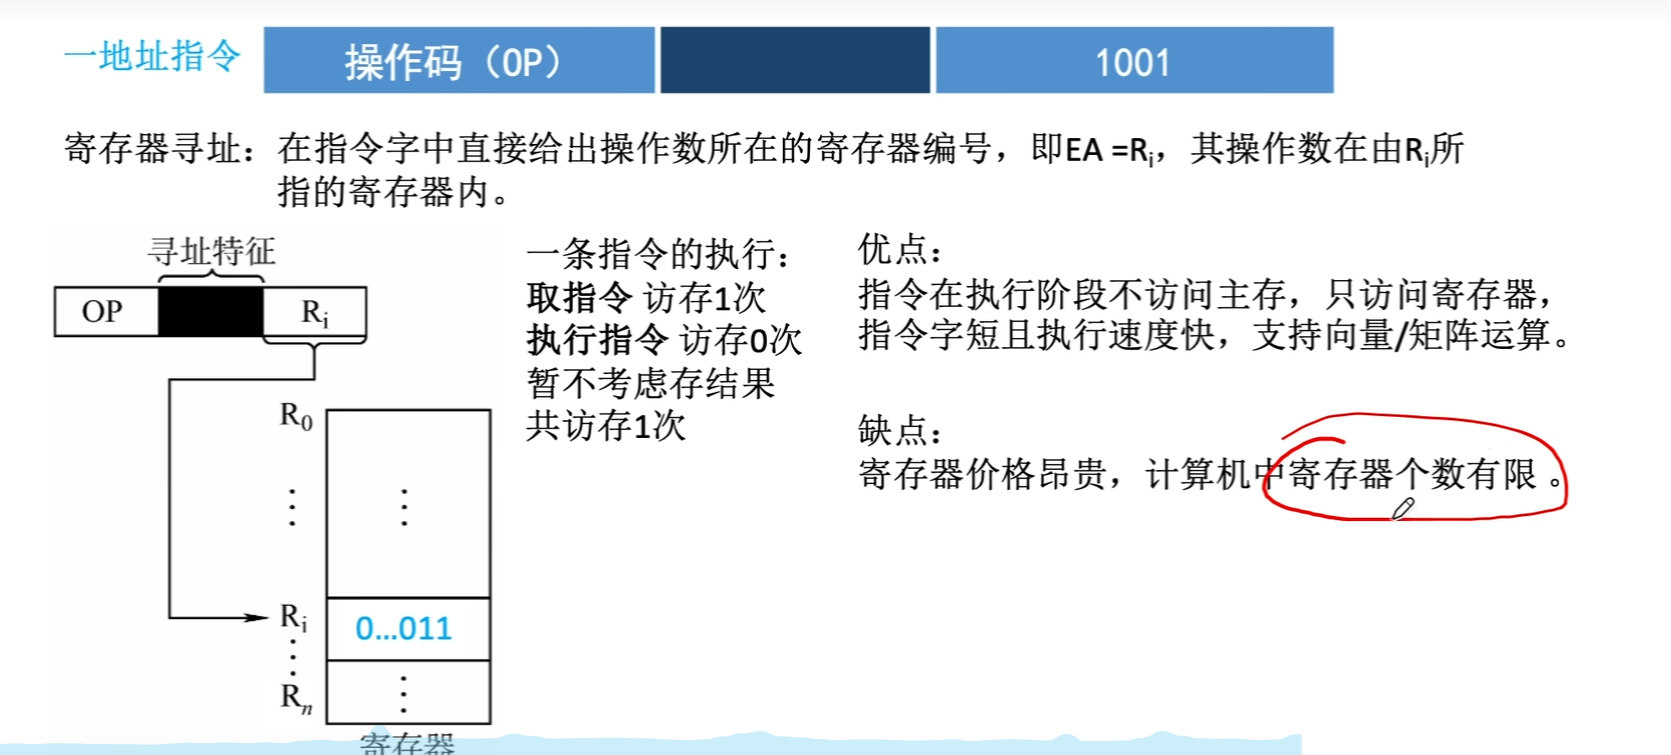 一地址指令 操作码（OP） 1001
寄存器寻址：在指令字中直接给出操作数所在的寄存器编号，即EA =Ri，其操作数在由Ri所
指的寄存器内。
寻址特征
OP Ri
R0
Ri 0...011
Rn
寄存器
一条指令的执行：
取指令 访存1次
执行指令 访存0次
暂不考虑存结果
共访存1次
优点：
指令在执行阶段不访问主存，只访问寄存器，
指令字短且执行速度快，支持向量/矩阵运算。
缺点：
寄存器价格昂贵，计算机中寄存器个数有限。